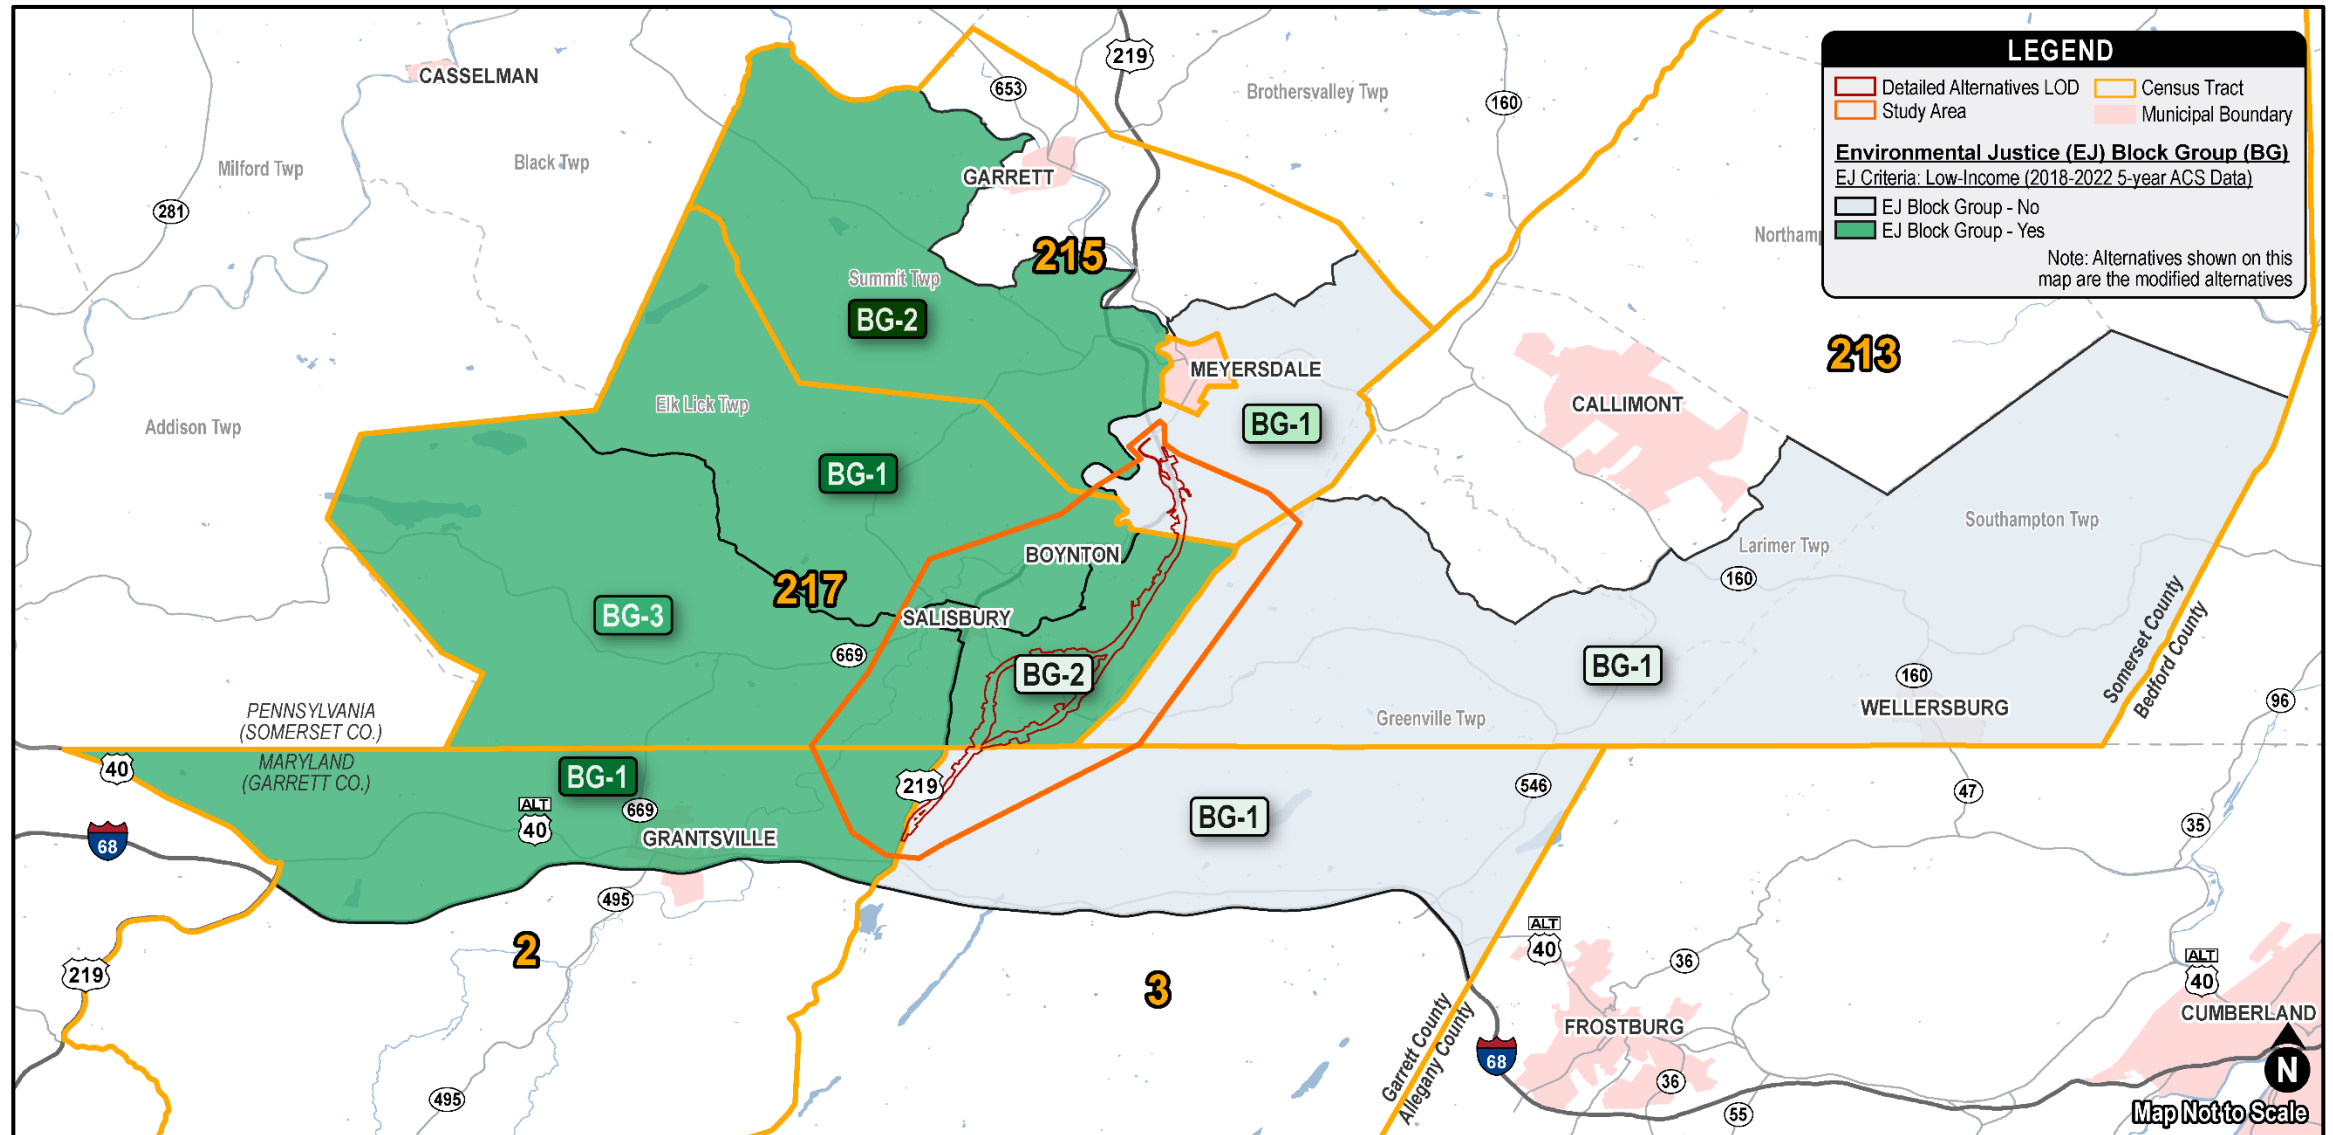 LEGEND
Detailed Alternatives LOD
Census Tract
Study Area
Municipal Boundary
Environmental Justice (EJ) Block Group (BG)
EJ Criteria: Low-Income (2018-2022 5-year ACS Data)
EJ Block Group - No
EJ Block Group - Yes
Note: Alternatives shown on this
map are the modified alternatives
219
CASSELMAN
653
Brothersvalley Twp
160
Milford Twp
Black Twp
GARRETT
281
215
Northam
Summit Twp
BG-2
213
MEYERSDALE
Elk Lick Twp
CALLIMONT
Addison Twp
BG-1
BG-1
Southampton Twp
BOYNTON
Larimer Twp
160
217
BG-3
SALISBURY
669
BG-2
BG-1
160
Somerset County
Bedford County
96
WELLERSBURG
Greenville Twp
PENNSYLVANIA
(SOMERSET CO.)
MARYLAND
(GARRETT CO.)
40
BG-1
219
546
47
ALT
40
669
BG-1
35
68
GRANTSVILLE
495
ALT
40
36
2
219
3
ALT
40
CUMBERLAND
FROSTBURG
Garrett County
Allegany County
68
36
495
55
N
Map Not to Scale